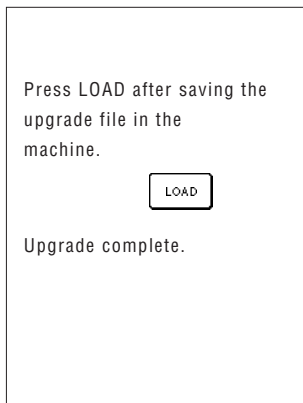 Press LOAD after saving the
upgrade file in the
machine.
LOAD
Upgrade complete.